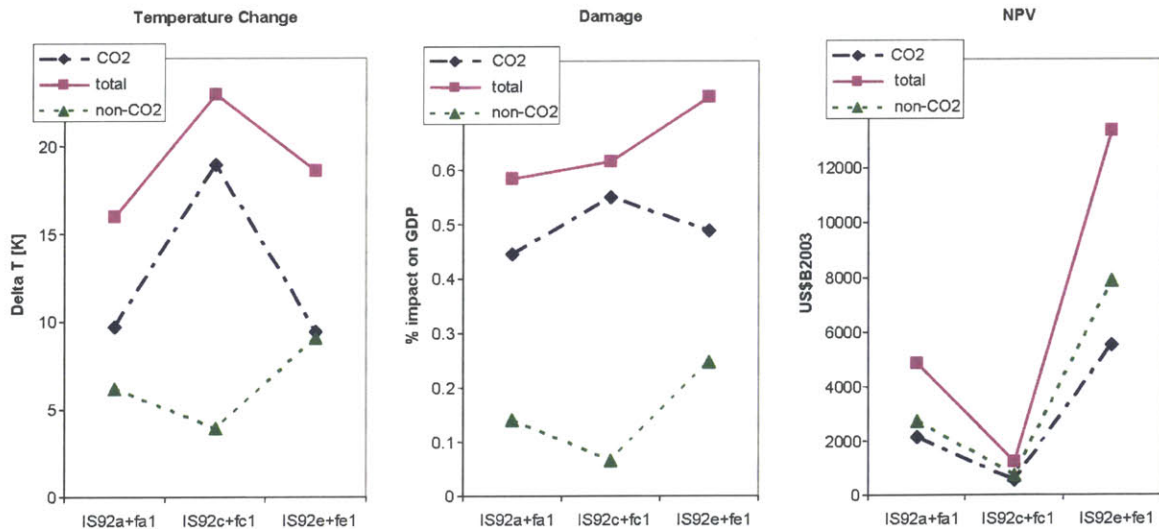 Temperature Change
CO2
total
non-CO2
Delta T [K]
20
15
10
5
0
IS92a+fa1 IS92c+fc1 IS92e+fe1
Damage
CO2
total
non-CO2
% impact on GDP
0.6
0.5
0.4
0.3
0.2
0.1
0
IS92a+fa1 IS92c+fc1 IS92e+fe1
NPV
CO2
total
non-CO2
US$B2003
12000
10000
8000
6000
4000
2000
0
IS92a+fa1 IS92c+fc1 IS92e+fe1